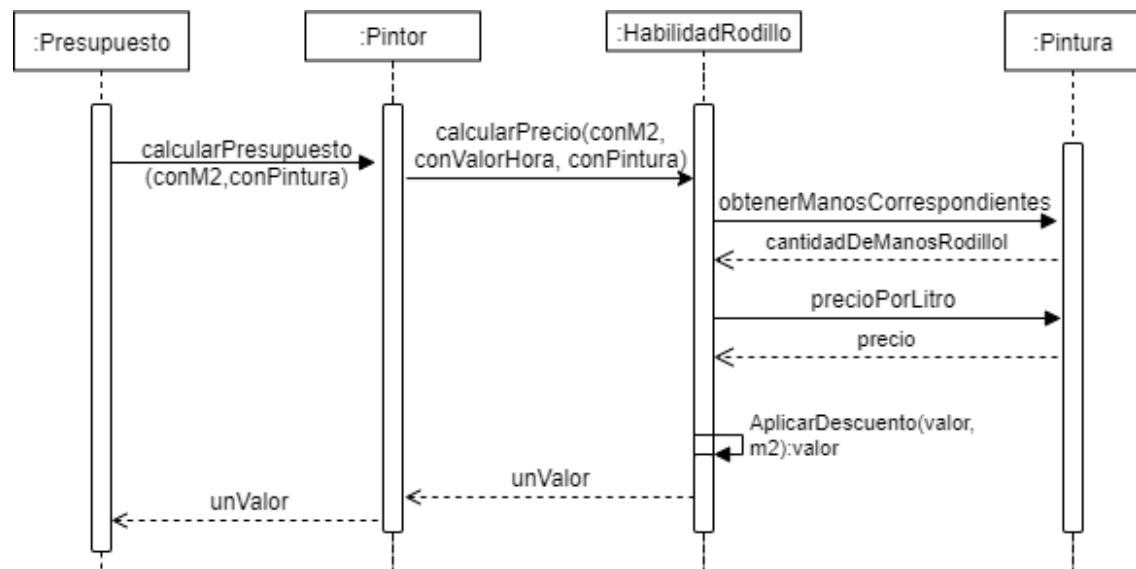 :Presupuesto
:Pintor
:HabilidadRodillo
:Pintura
calcularPresupuesto
(conM2,conPintura)
calcularPrecio(conM2,
conValorHora, conPintura)
obtenerManosCorrespondientes
cantidadDeManosRodillol
precioPorLitro
precio
AplicarDescuento(valor,
m2):valor
unValor
unValor